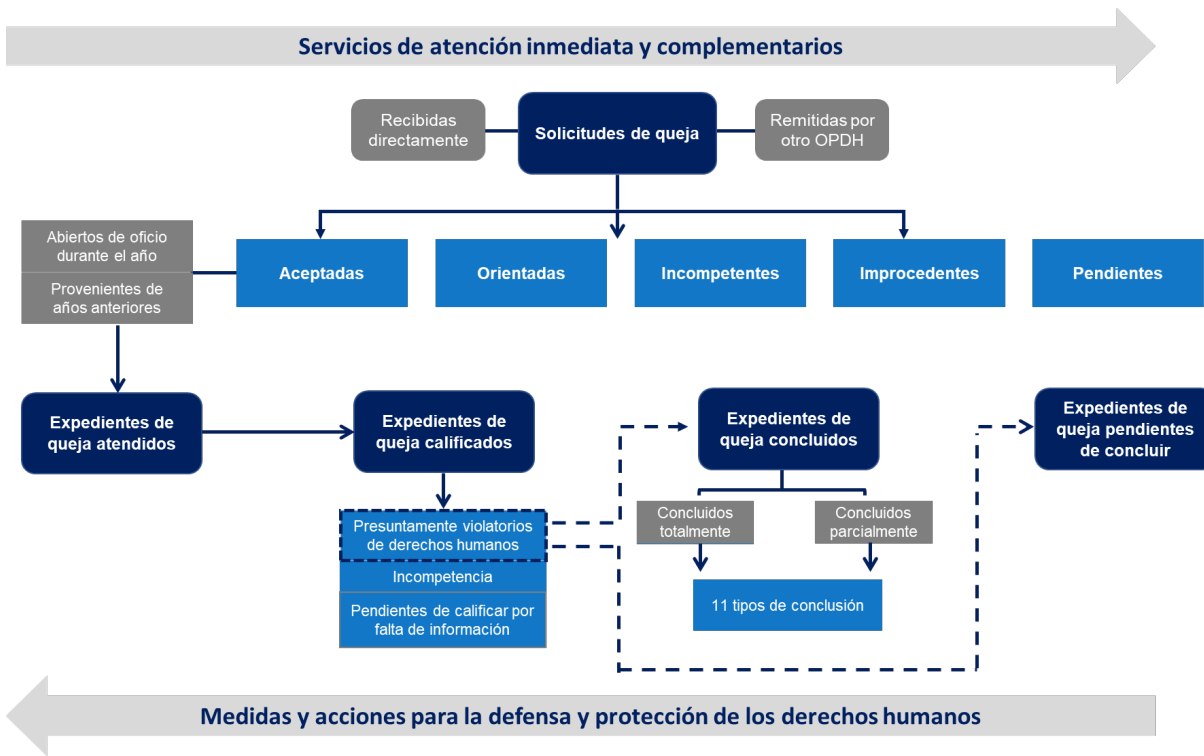 Servicios de atención inmediata y complementarios
Recibidas
directamente
Solicitudes de queja
Remitidas por
otro OPDH
Abiertos de oficio
durante el año
Provenientes de
años anteriores
Aceptadas
Orientadas
Incompetentes
Improcedentes
Pendientes
Expedientes de
queja atendidos
Expedientes de
queja calificados
Expedientes de
queja concluidos
Expedientes de
queja pendientes
de concluir
Presuntamente violatorios
de derechos humanos
Incompetencia
Pendientes de calificar por
falta de información
Concluidos
totalmente
Concluidos
parcialmente
11 tipos de conclusión
Medidas y acciones para la defensa y protección de los derechos humanos